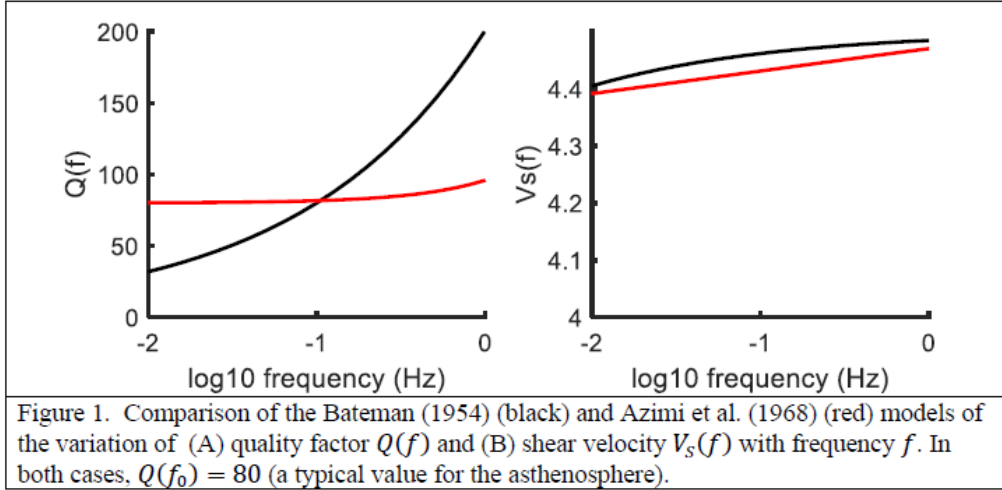 200
150
100
50
0
Q(f)
-2
-1
0
log10 frequency (Hz)
4.4
4.3
4.2
4.1
4
Vs(f)
-2
-1
0
log10 frequency (Hz)
Figure 1. Comparison of the Bateman (1954) (black) and Azimi et al. (1968) (red) models of
the variation of (A) quality factor Q(f) and (B) shear velocity V_S(f) with frequency f. In
both cases, Q(f₀) = 80 (a typical value for the asthenosphere).